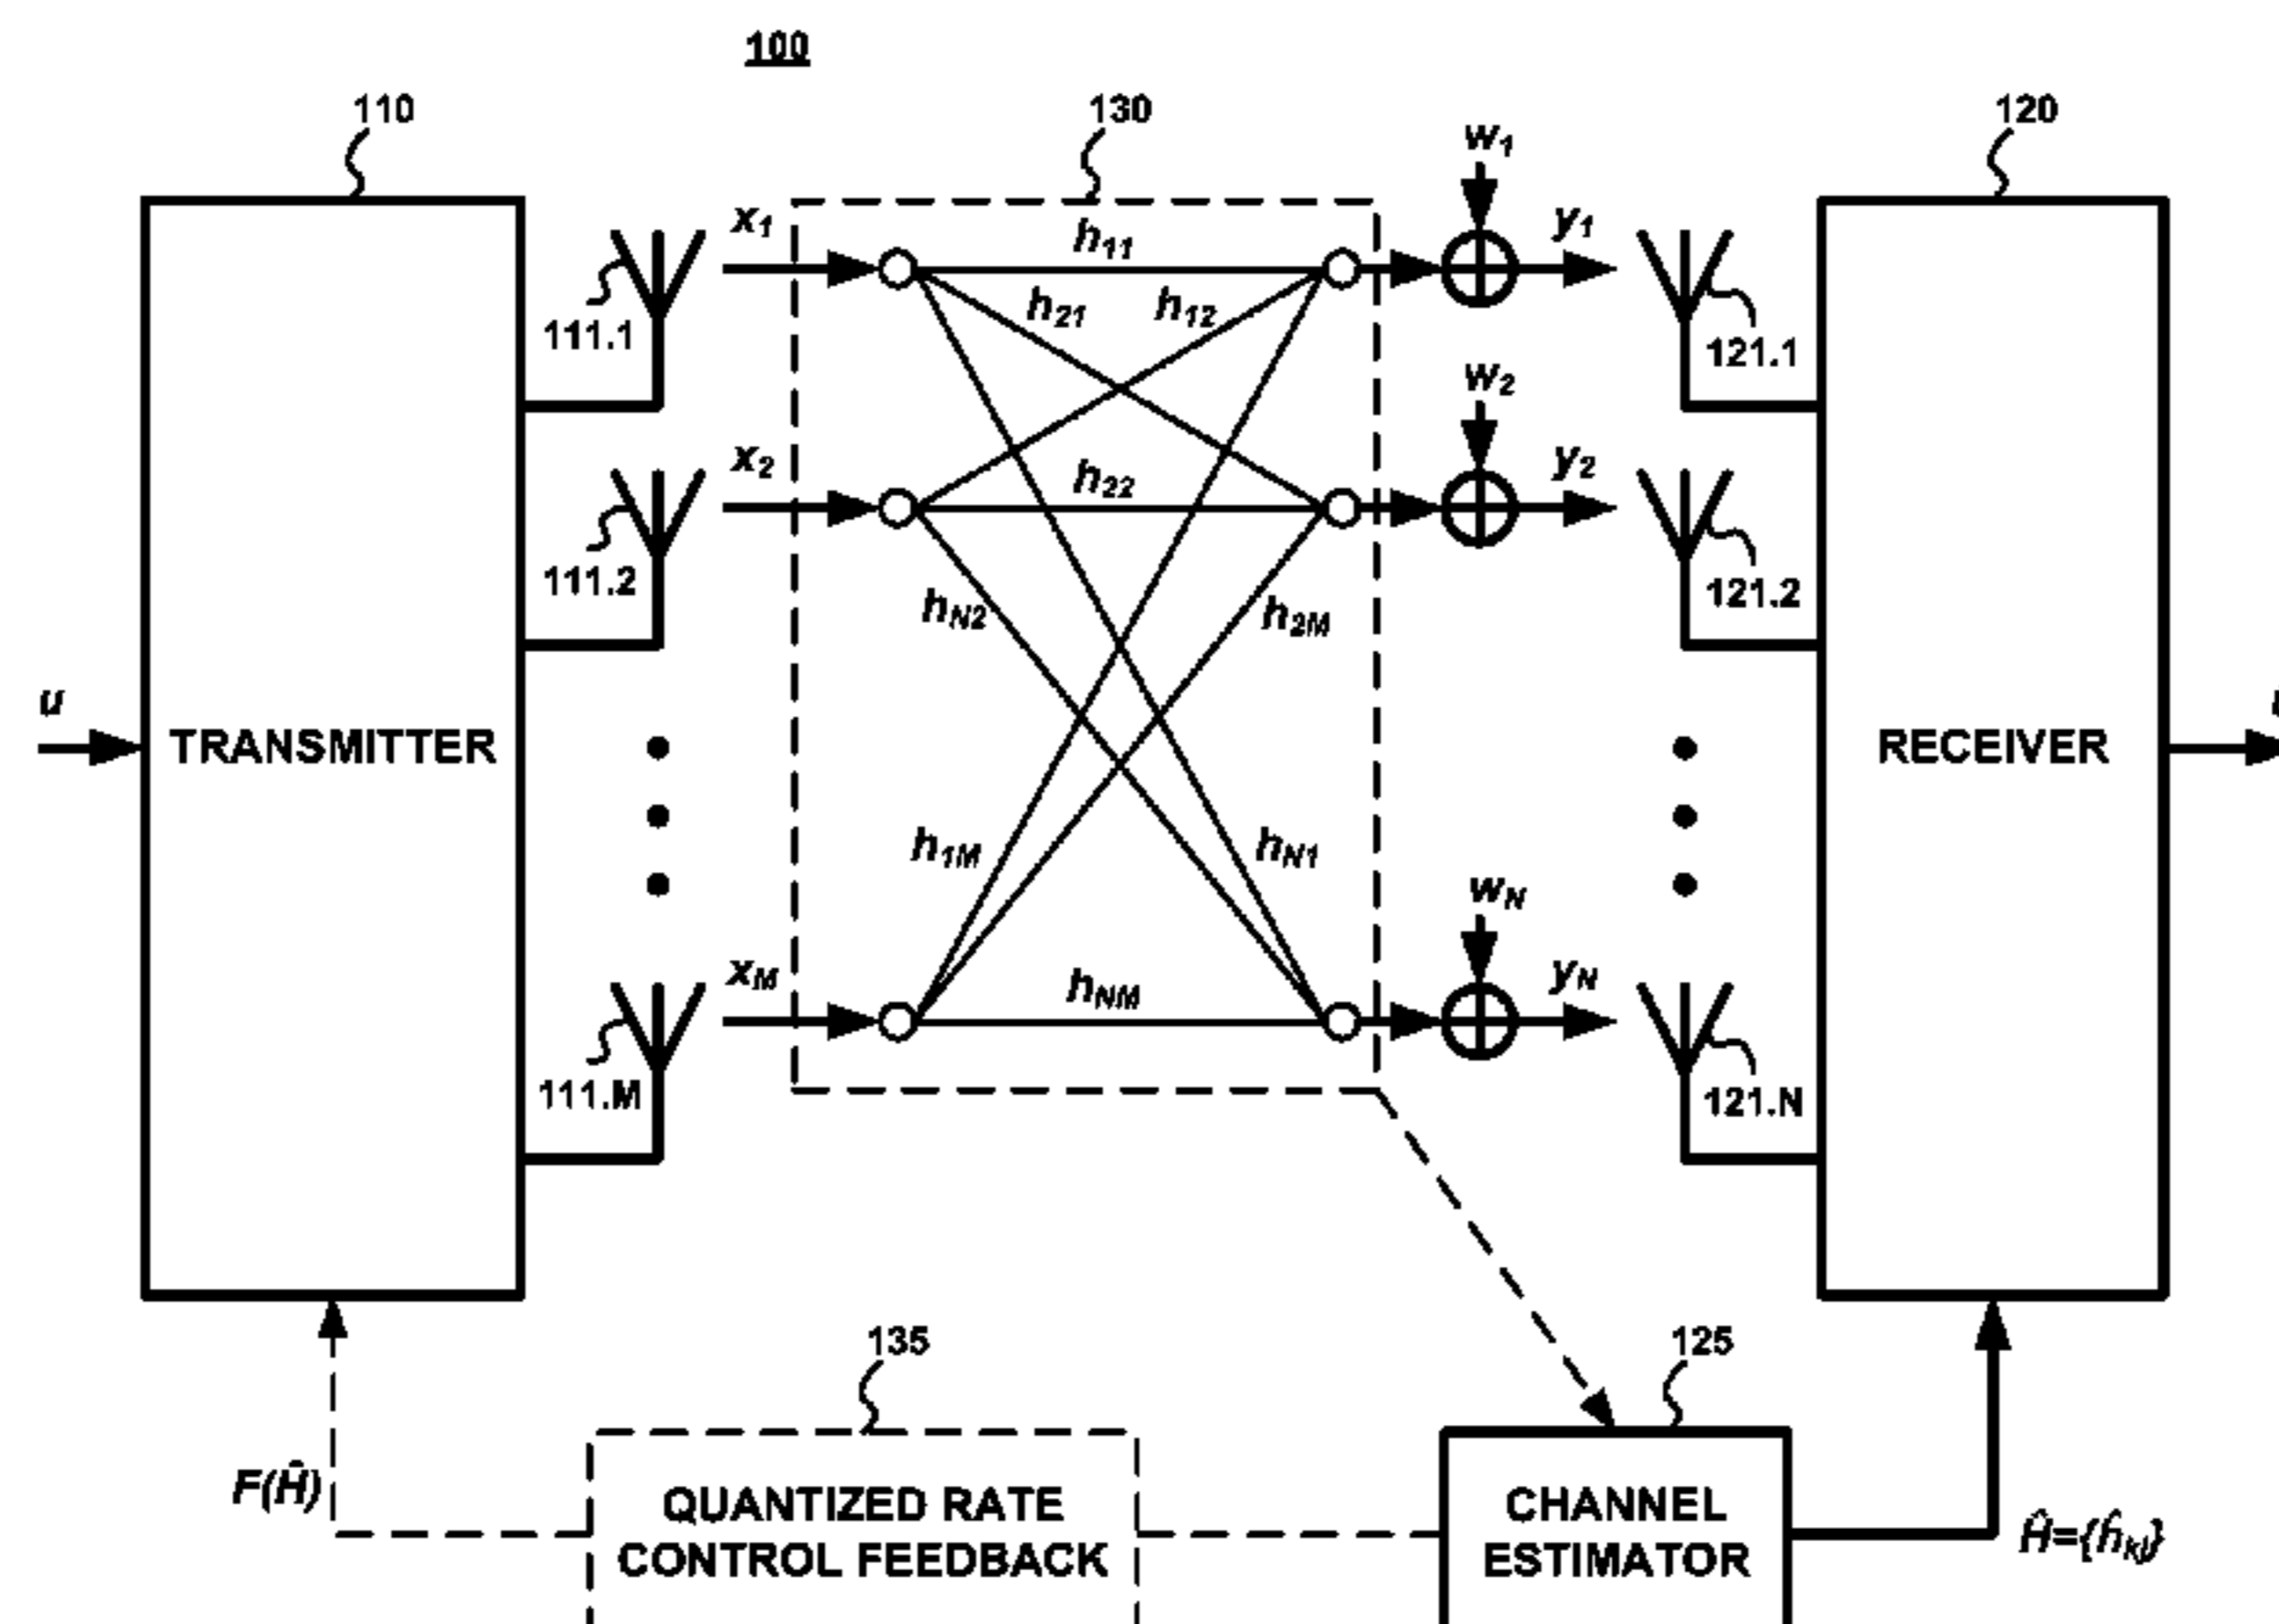 100
110
130
120
w1
x1
h11
y1
h21
h12
111.1
121.1
w2
x2
h22
y2
111.2
121.2
hN2
h2M
u
TRANSMITTER
RECEIVER
h1M
hN1
wN
xM
hNM
yN
111.M
121.N
135
125
F(Ĥ)
QUANTIZED RATE
CONTROL FEEDBACK
CHANNEL
ESTIMATOR
Ĥ={ĥkj}